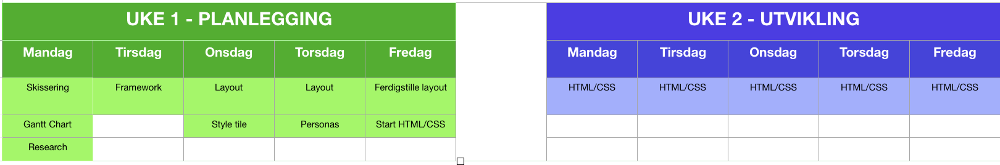 UKE 1 - PLANLEGGING
Mandag Tirsdag Onsdag Torsdag Fredag
Skissering Framework Layout Layout Ferdigstille layout
Gantt Chart Style tile Personas Start HTML/CSS
Research
UKE 2 - UTVIKLING
Mandag Tirsdag Onsdag Torsdag Fredag
HTML/CSS HTML/CSS HTML/CSS HTML/CSS HTML/CSS